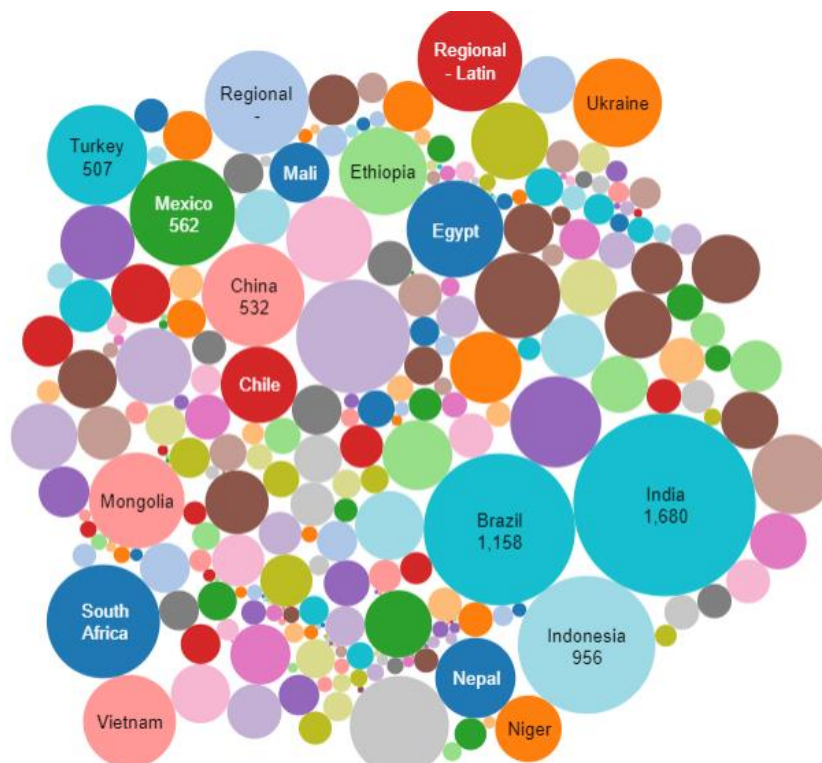 Regional
- Latin
Regional
-
Ukraine
Turkey
507
Mali
Ethiopia
Mexico
562
Egypt
China
532
Chile
India
1,680
Mongolia
Brazil
1,158
South
Africa
Indonesia
956
Nepal
Vietnam
Niger